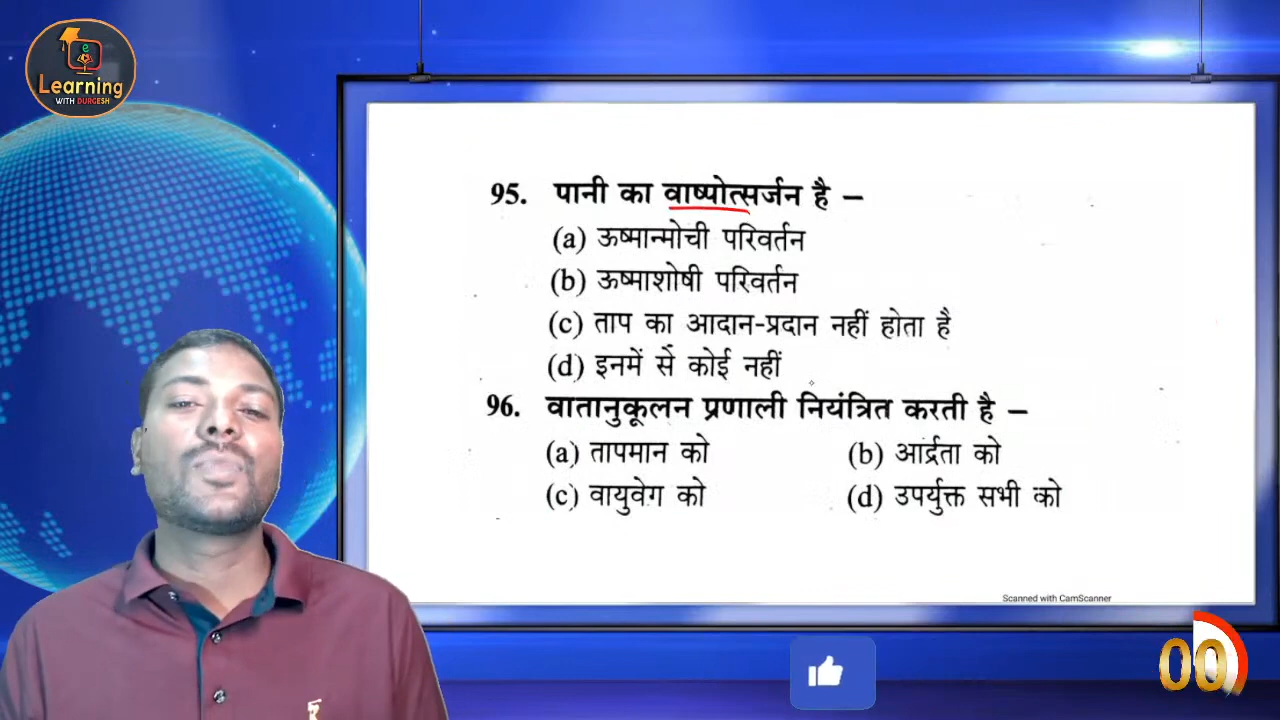 e
Learning
WITH DURGESH
95. पानी का वाष्पोत्सर्जन है –
(a) ऊष्मान्मोची परिवर्तन
(b) ऊष्माशोषी परिवर्तन
(c) ताप का आदान-प्रदान नहीं होता है
(d) इनमें से कोई नहीं
96. वातानुकूलन प्रणाली नियंत्रित करती है –
(a) तापमान को (b) आर्द्रता को
(c) वायुवेग को (d) उपर्युक्त सभी को
Scanned with CamScanner
00